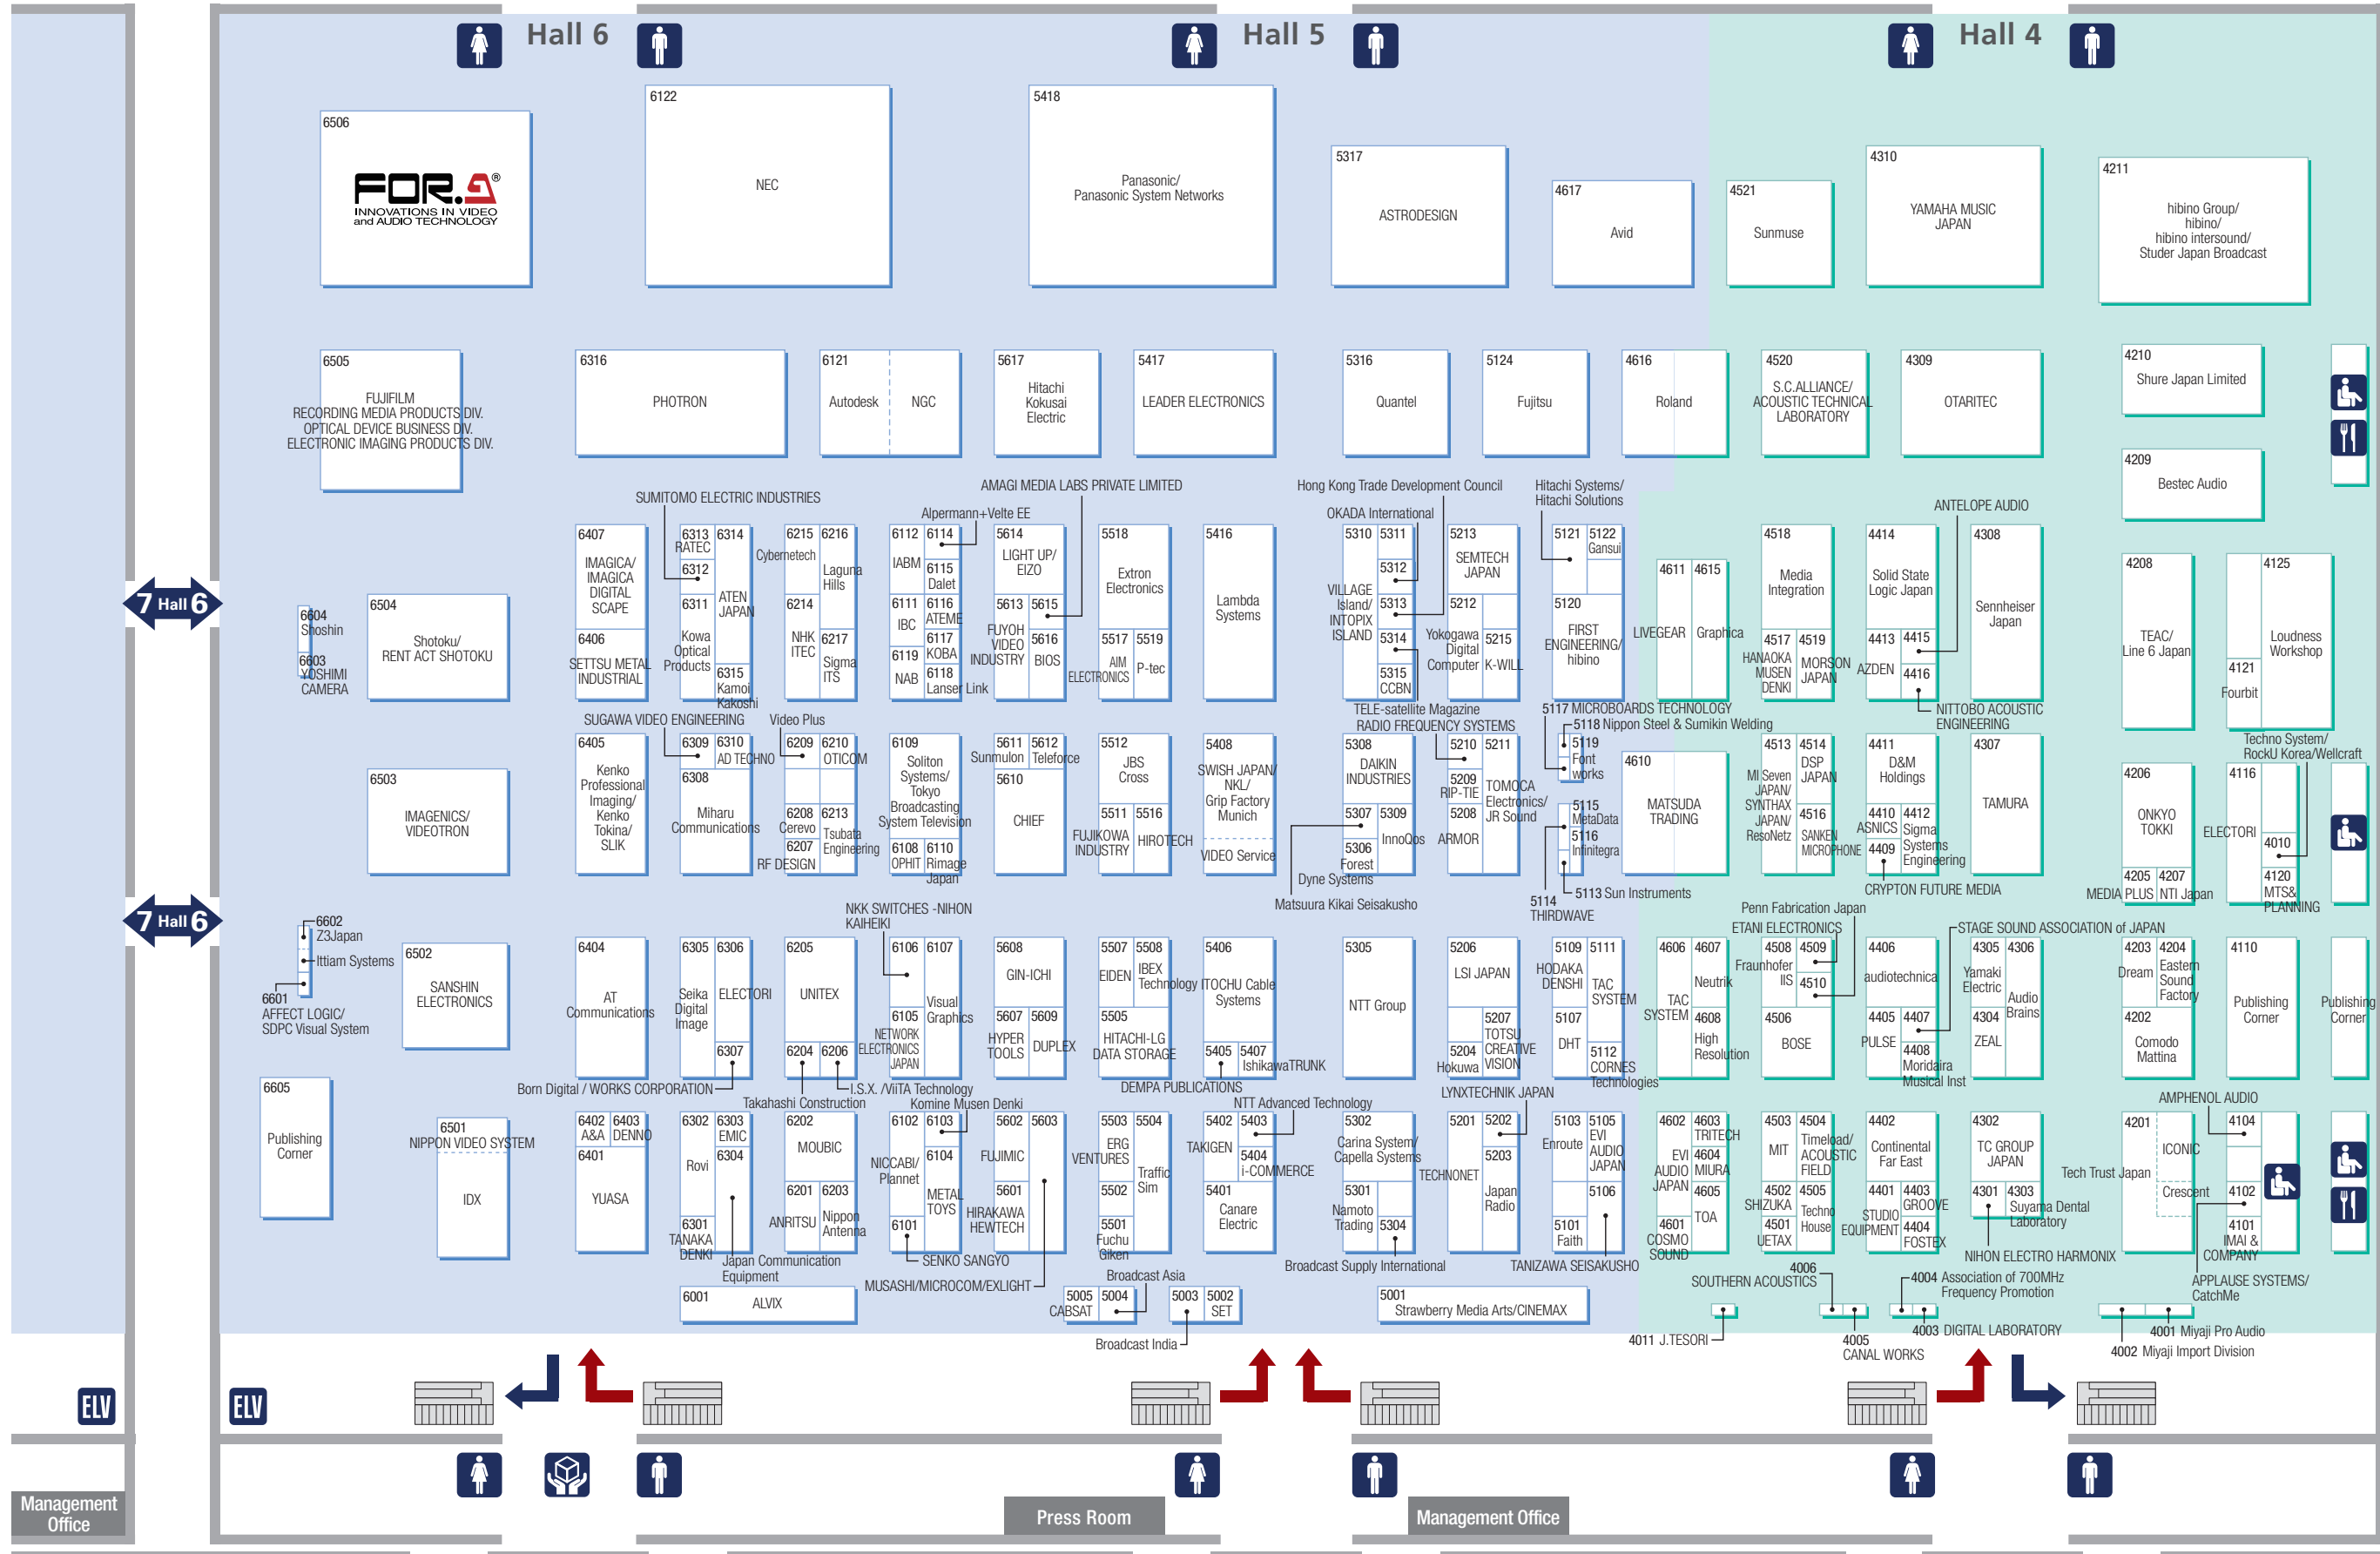 Hall 6
Hall 5
Hall 4
6506
FOR.A®
INNOVATIONS IN VIDEO
and AUDIO TECHNOLOGY
6122
NEC
5418
Panasonic/
Panasonic System Networks
5317
ASTRODESIGN
4617
Avid
4521
Sunmuse
4310
YAMAHA MUSIC
JAPAN
4211
hibino Group/
hibino/
hibino intersound/
Studer Japan Broadcast
6505
FUJIFILM
RECORDING MEDIA PRODUCTS DIV.
OPTICAL DEVICE BUSINESS DIV.
ELECTRONIC IMAGING PRODUCTS DIV.
6316
PHOTRON
6121
Autodesk
NGC
5617
Hitachi
Kokusai
Electric
5417
LEADER ELECTRONICS
5316
Quantel
5124
Fujitsu
4616
Roland
4520
S.C.ALLIANCE/
ACOUSTIC TECHNICAL
LABORATORY
4309
OTARITEC
4210
Shure Japan Limited
4209
Bestec Audio
7 Hall 6
6604
Shoshin
6603
YOSHIMI
CAMERA
6504
Shotoku/
RENT ACT SHOTOKU
6407
IMAGICA/
IMAGICA
DIGITAL
SCAPE
6406
SETTSU METAL
INDUSTRIAL
SUMITOMO ELECTRIC INDUSTRIES
6313
RATEC
6312
6311
Kowa
Optical
Products
6314
ATEN
JAPAN
6315
Kamoi
Kakoshi
6215
Cybernetech
6216
Laguna
Hills
6214
NHK
ITEC
6217
Sigma
ITS
Alpermann+Velte EE
6112
IABM
6114
6115
Dalet
6111
IBC
6116
ATEME
6117
KOBA
6119
NAB
6118
Lanser Link
AMAGI MEDIA LABS PRIVATE LIMITED
5614
LIGHT UP/
EIZO
5613
FUYOH
VIDEO
INDUSTRY
5615
5616
BIOS
5518
Extron
Electronics
5517
AIM
ELECTRONICS
5519
P-tec
5416
Lambda
Systems
Hong Kong Trade Development Council
OKADA International
5310
VILLAGE
Island/
INTOPIX
ISLAND
5311
5312
5313
5314
5315
CCBN
TELE-satellite Magazine
5213
SEMTECH
JAPAN
5212
Yokogawa
Digital
Computer
5215
K-WILL
Hitachi Systems/
Hitachi Solutions
5121
5122
Gansui
5120
FIRST
ENGINEERING/
hibino
4611
LIVEGEAR
4615
Graphica
4518
Media
Integration
4517
HANAOKA
MUSEN
DENKI
4519
MORSON
JAPAN
ANTELOPE AUDIO
4414
Solid State
Logic Japan
4413
AZDEN
4415
4416
NITTOBO ACOUSTIC
ENGINEERING
4308
Sennheiser
Japan
4208
TEAC/
Line 6 Japan
4125
Loudness
Workshop
4121
Fourbit
6503
IMAGENICS/
VIDEOTRON
6405
Kenko
Professional
Imaging/
Kenko
Tokina/
SLIK
SUGAWA VIDEO ENGINEERING
6309
6310
AD TECHNO
6308
Miharu
Communications
Video Plus
6209
6210
OTICOM
6208
Cerevo
6213
Tsubata
Engineering
6207
RF DESIGN
6109
Soliton
Systems/
Tokyo
Broadcasting
System Television
6108
OPHIT
6110
Rimage
Japan
5611
Sunmulon
5612
Teleforce
5610
CHIEF
5512
JBS
Cross
5511
FUJIKOWA
INDUSTRY
5516
HIROTECH
5408
SWISH JAPAN/
NKL/
Grip Factory
Munich
VIDEO Service
5308
DAIKIN
INDUSTRIES
5307
5309
InnoQos
5306
Forest
Dyne Systems
Matsuura Kikai Seisakusho
RADIO FREQUENCY SYSTEMS
5210
5211
TOMOCA
Electronics/
JR Sound
5209
RIP-TIE
5208
ARMOR
5117 MICROBOARDS TECHNOLOGY
5118 Nippon Steel & Sumikin Welding
5119
Font
works
5115
MetaData
5116
Infinitegra
5113 Sun Instruments
5114
THIRDWAVE
4610
MATSUDA
TRADING
4513
MI Seven
JAPAN/
SYNTHAX
JAPAN/
ResoNetz
4514
DSP
JAPAN
4516
SANKEN
MICROPHONE
4411
D&M
Holdings
4410
ASNICS
4412
Sigma
Systems
Engineering
4409
CRYPTON FUTURE MEDIA
4307
TAMURA
4206
ONKYO
TOKKI
4205
MEDIA PLUS
4207
NTI Japan
Techno System/
RockU Korea/Wellcraft
4116
ELECTORI
4010
4120
MTS&
PLANNING
7 Hall 6
6602
Z3Japan
Ittiam Systems
6601
AFFECT LOGIC/
SDPC Visual System
6502
SANSHIN
ELECTRONICS
6404
AT
Communications
6305
Seika
Digital
Image
6306
ELECTORI
6307
Born Digital / WORKS CORPORATION
6205
UNITEX
6204
6206
I.S.X. /ViiTA Technology
Takahashi Construction
NKK SWITCHES -NIHON
KAIHEIKI
6106
6107
Visual
Graphics
6105
NETWORK
ELECTRONICS
JAPAN
5608
GIN-ICHI
5607
HYPER
TOOLS
5609
DUPLEX
5507
EIDEN
5508
IBEX
Technology
5505
HITACHI-LG
DATA STORAGE
DEMPA PUBLICATIONS
5406
ITOCHU Cable
Systems
5405
5407
IshikawaTRUNK
5305
NTT Group
5206
LSI JAPAN
5204
Hokuwa
5207
TOTSU
CREATIVE
VISION
5109
HODAKA
DENSHI
5111
TAC
SYSTEM
5107
DHT
5112
CORNES
Technologies
4606
TAC
SYSTEM
4607
Neutrik
4608
High
Resolution
Penn Fabrication Japan
ETANI ELECTRONICS
4508
Fraunhofer
IIS
4509
4510
4506
BOSE
STAGE SOUND ASSOCIATION of JAPAN
4406
audiotechnica
4405
PULSE
4407
4408
Moridaira
Musical Inst
4305
Yamaki
Electric
4306
Audio
Brains
4304
ZEAL
4203
Dream
4204
Eastern
Sound
Factory
4202
Comodo
Mattina
4110
Publishing
Corner
Publishing
Corner
6605
Publishing
Corner
6501
NIPPON VIDEO SYSTEM
IDX
6402
A&A
6403
DENNO
6401
YUASA
6302
Rovi
6303
EMIC
6304
6301
TANAKA
DENKI
Japan Communication
Equipment
6202
MOUBIC
6201
ANRITSU
6203
Nippon
Antenna
Komine Musen Denki
6102
NICCABI/
Plannet
6103
6104
METAL
TOYS
6101
SENKO SANGYO
5602
FUJIMIC
5603
5601
HIRAKAWA
HEWTECH
MUSASHI/MICROCOM/EXLIGHT
5503
ERG
VENTURES
5504
Traffic
Sim
5502
5501
Fuchu
Giken
NTT Advanced Technology
5402
TAKIGEN
5403
5404
i-COMMERCE
5401
Canare
Electric
5302
Carina System/
Capella Systems
5301
Namoto
Trading
5304
Broadcast Supply International
LYNXTECHNIK JAPAN
5201
TECHNONET
5202
5203
Japan
Radio
5103
Enroute
5105
EVI
AUDIO
JAPAN
5106
5101
Faith
TANIZAWA SEISAKUSHO
4602
EVI
AUDIO
JAPAN
4603
TRITECH
4604
MIURA
4605
TOA
4601
COSMO
SOUND
4503
MIT
4504
Timeload/
ACOUSTIC
FIELD
4502
SHIZUKA
4505
Techno
House
4501
UETAX
4402
Continental
Far East
4401
STUDIO
EQUIPMENT
4403
GROOVE
4404
FOSTEX
4302
TC GROUP
JAPAN
4301
4303
Suyama Dental
Laboratory
NIHON ELECTRO HARMONIX
4201
Tech Trust Japan
ICONIC
Crescent
AMPHENOL AUDIO
4104
4102
4101
IMAI &
COMPANY
APPLAUSE SYSTEMS/
CatchMe
6001
ALVIX
Broadcast Asia
5005
CABSAT
5004
5003
5002
SET
Broadcast India
5001
Strawberry Media Arts/CINEMAX
4006
SOUTHERN ACOUSTICS
4004 Association of 700MHz
Frequency Promotion
4011 J.TESORI
4005
CANAL WORKS
4003 DIGITAL LABORATORY
4001 Miyaji Pro Audio
4002 Miyaji Import Division
ELV
ELV
Management
Office
Press Room
Management Office